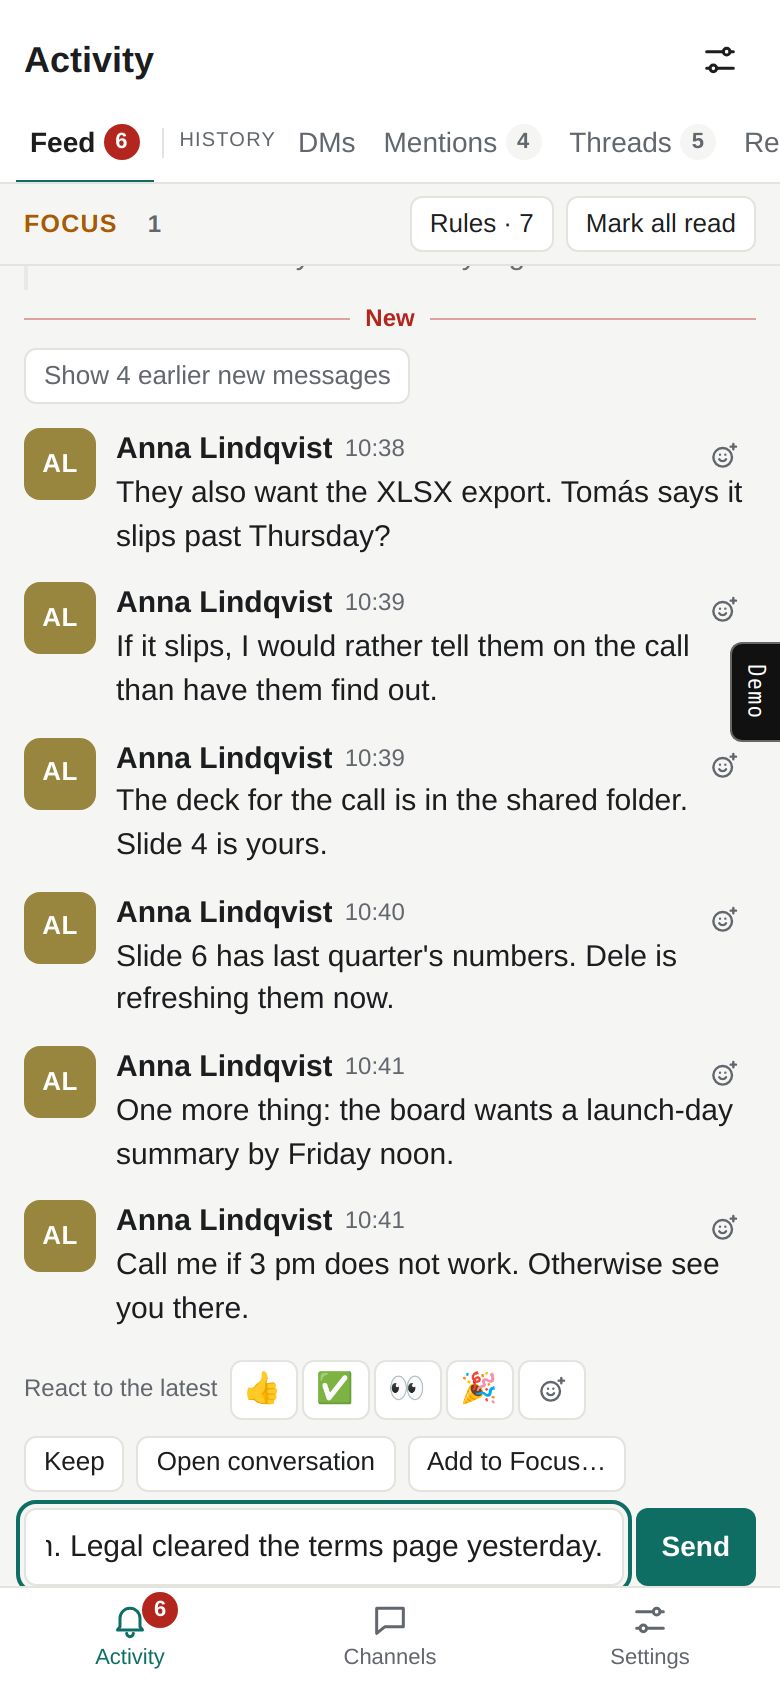 Activity
Feed 6 HISTORY DMs Mentions 4 Threads 5 Re
FOCUS 1 Rules · 7 Mark all read
New
Show 4 earlier new messages
AL Anna Lindqvist 10:38
They also want the XLSX export. Tomás says it
slips past Thursday?
AL Anna Lindqvist 10:39
If it slips, I would rather tell them on the call
than have them find out.
Demo
AL Anna Lindqvist 10:39
The deck for the call is in the shared folder.
Slide 4 is yours.
AL Anna Lindqvist 10:40
Slide 6 has last quarter's numbers. Dele is
refreshing them now.
AL Anna Lindqvist 10:41
One more thing: the board wants a launch-day
summary by Friday noon.
AL Anna Lindqvist 10:41
Call me if 3 pm does not work. Otherwise see
you there.
React to the latest
Keep Open conversation Add to Focus...
. Legal cleared the terms page yesterday. Send
6
Activity Channels Settings